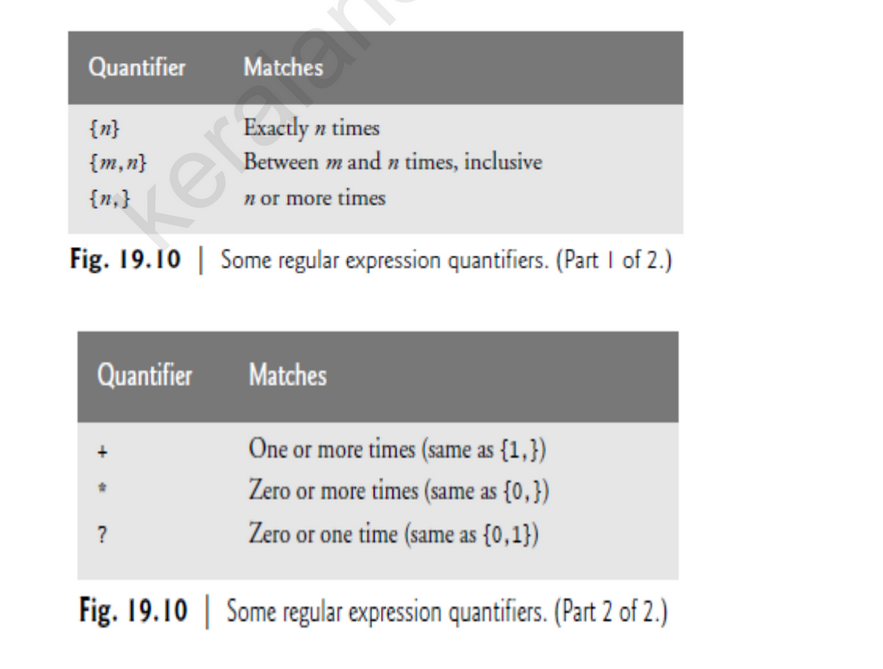 Quantifier Matches
{n} Exactly n times
{m,n} Between m and n times, inclusive
{n,} n or more times
Fig. 19.10 | Some regular expression quantifiers. (Part 1 of 2.)
Quantifier Matches
+ One or more times (same as {1,})
* Zero or more times (same as {0,})
? Zero or one time (same as {0,1})
Fig. 19.10 | Some regular expression quantifiers. (Part 2 of 2.)